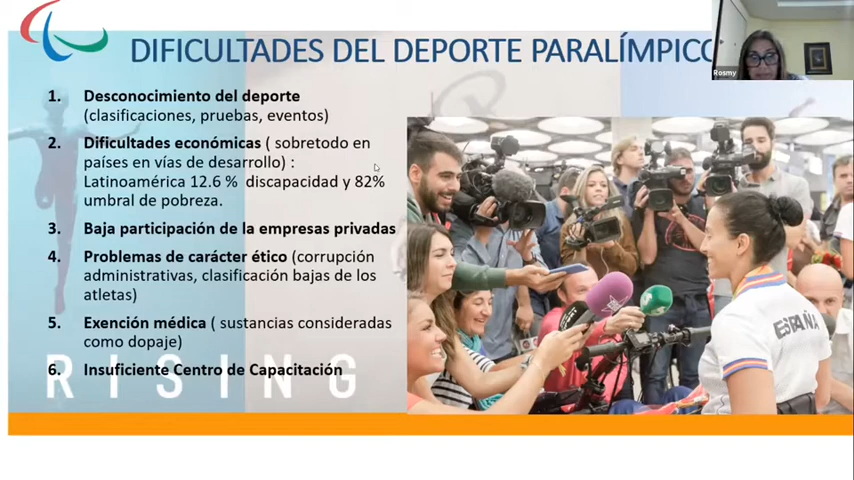 DIFICULTADES DEL DEPORTE PARALÍMPICO
Rosmy
1. Desconocimiento del deporte
(clasificaciones, pruebas, eventos)
2. Dificultades económicas ( sobretodo en
países en vías de desarrollo) :
Latinoamérica 12.6 % discapacidad y 82%
umbral de pobreza.
3. Baja participación de la empresas privadas
4. Problemas de carácter ético (corrupción
administrativas, clasificación bajas de los
atletas)
5. Exención médica ( sustancias consideradas
como dopaje)
6. Insuficiente Centro de Capacitación
RISING
ESPAÑA